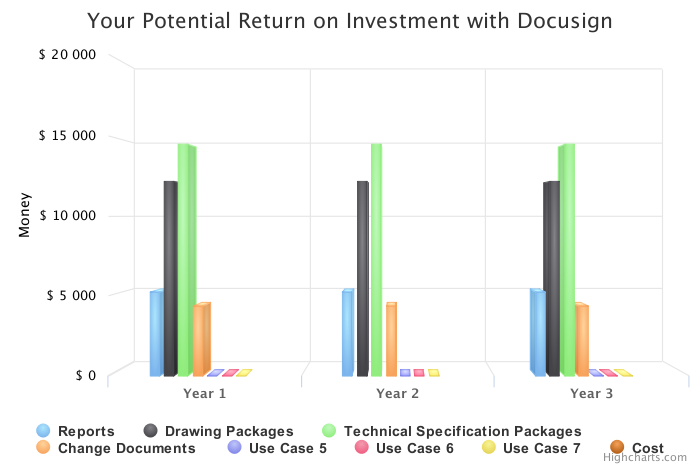 Your Potential Return on Investment with Docusign
$ 20 000
$ 15 000
$ 10 000
$ 5 000
$ 0
Money
Year 1
Year 2
Year 3
Reports
Drawing Packages
Technical Specification Packages
Change Documents
Use Case 5
Use Case 6
Use Case 7
Cost
Highcharts.com